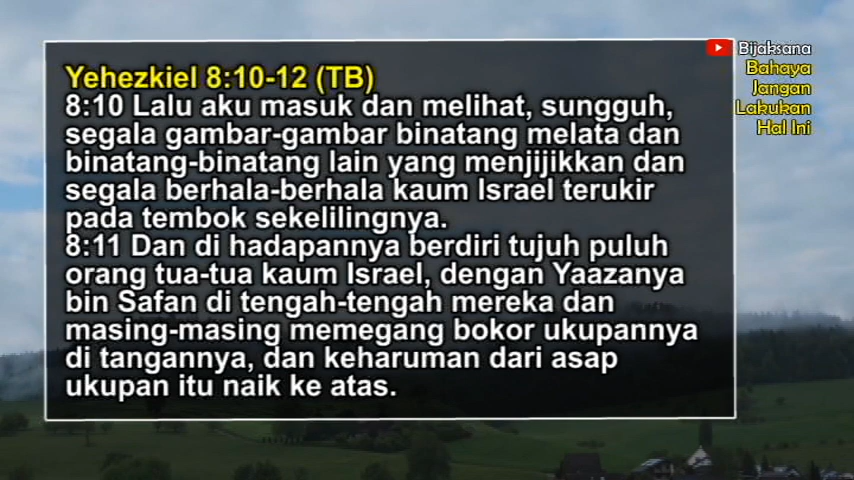 Yehezkiel 8:10-12 (TB)
8:10 Lalu aku masuk dan melihat, sungguh,
segala gambar-gambar binatang melata dan
binatang-binatang lain yang menjijikkan dan
segala berhala-berhala kaum Israel terukir
pada tembok sekelilingnya.
8:11 Dan di hadapannya berdiri tujuh puluh
orang tua-tua kaum Israel, dengan Yaazanya
bin Safan di tengah-tengah mereka dan
masing-masing memegang bokor ukupannya
di tangannya, dan keharuman dari asap
ukupan itu naik ke atas.
Bijaksana
Bahaya
Jangan
Lakukan
Hal Ini